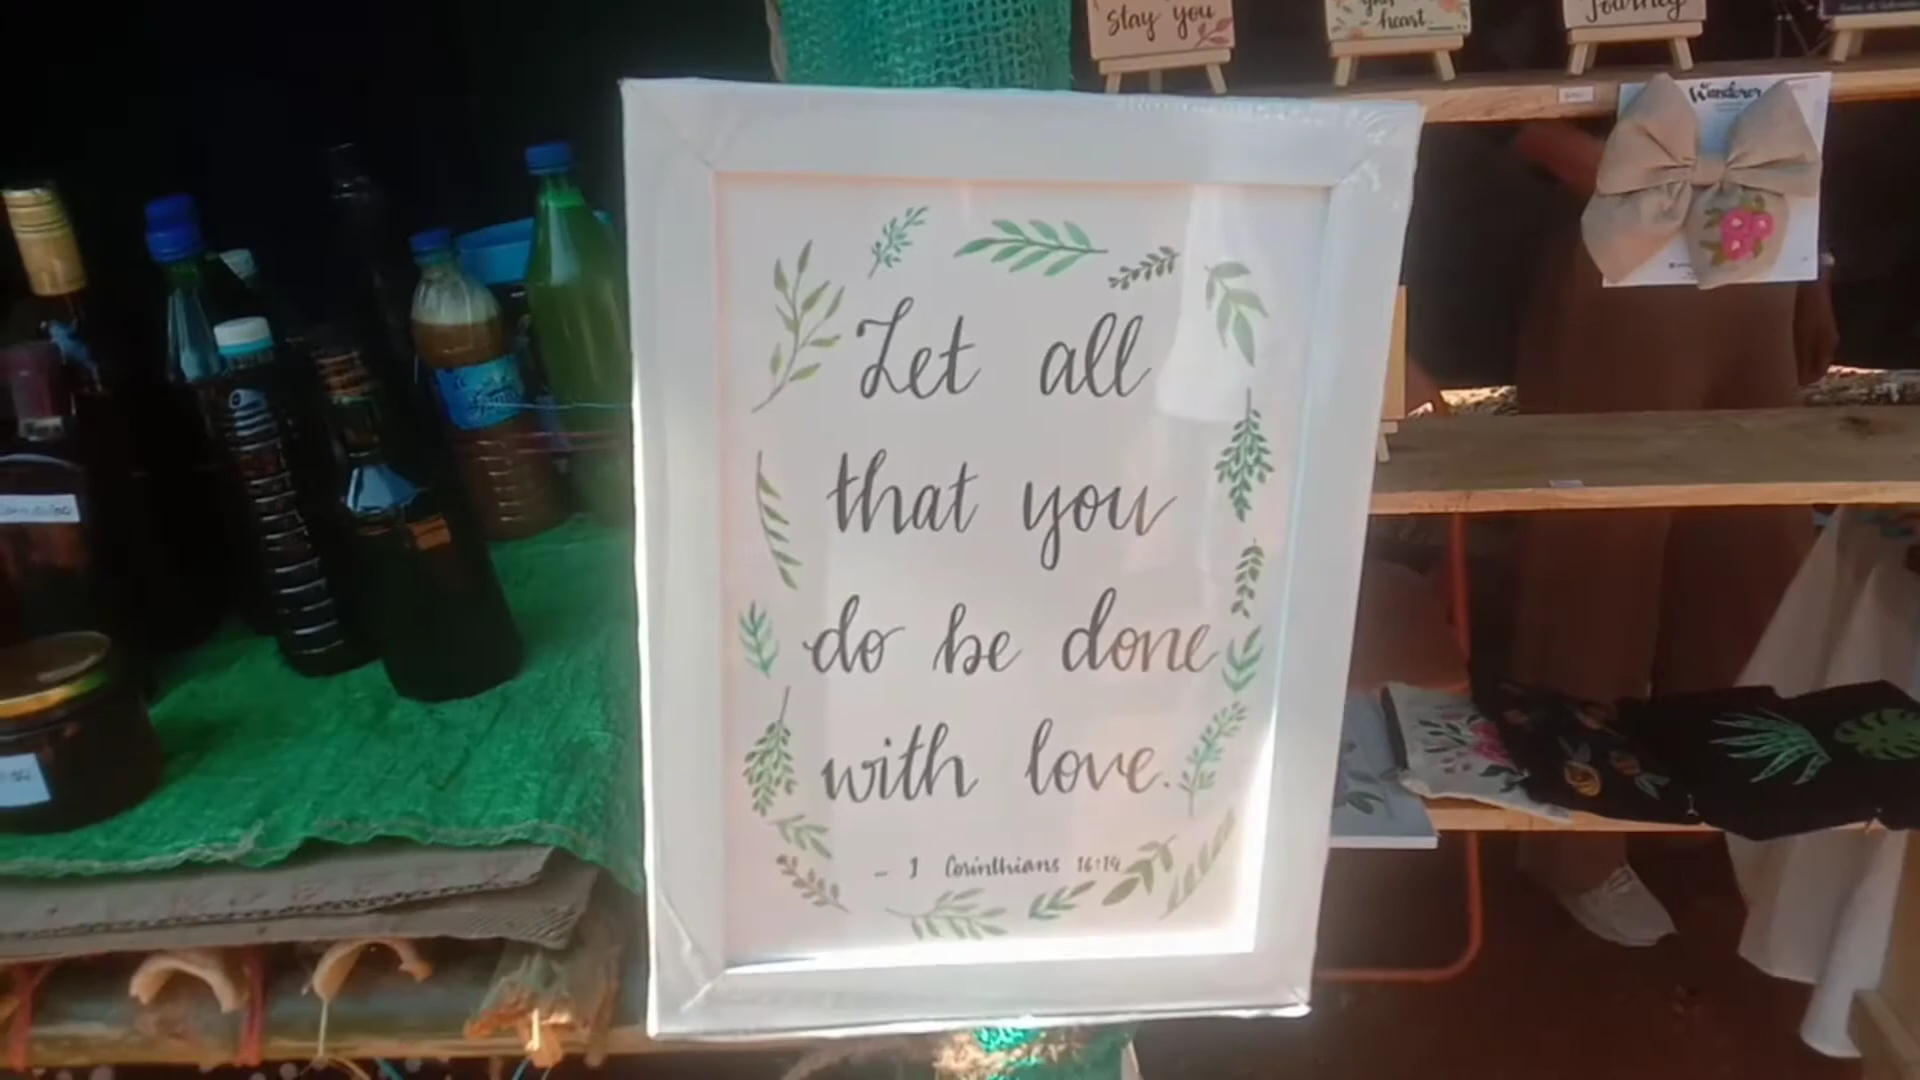 Stay you
heart.
Journey
Wanderer
Let all
that you
do be done
with love.
- 1 Corinthians 16:14